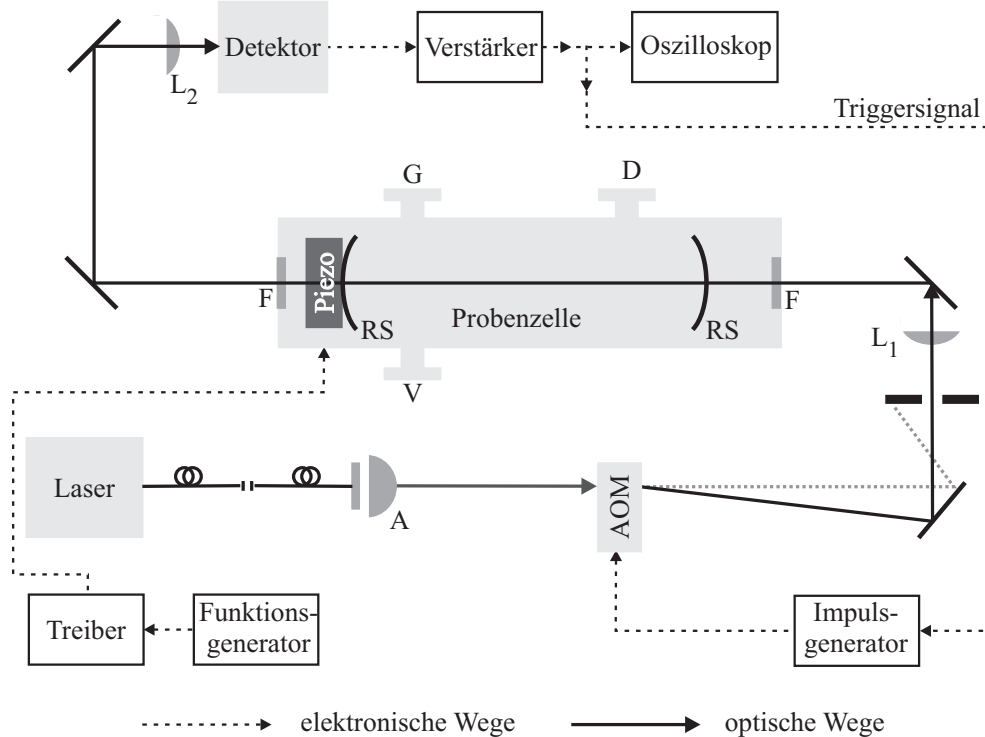 Detektor
Verstärker
Oszilloskop
L2
Triggersignal
G
D
F
Piezo
RS
Probenzelle
RS
F
L1
V
Laser
A
AOM
Treiber
Funktions-
generator
Impuls-
generator
elektronische Wege
optische Wege